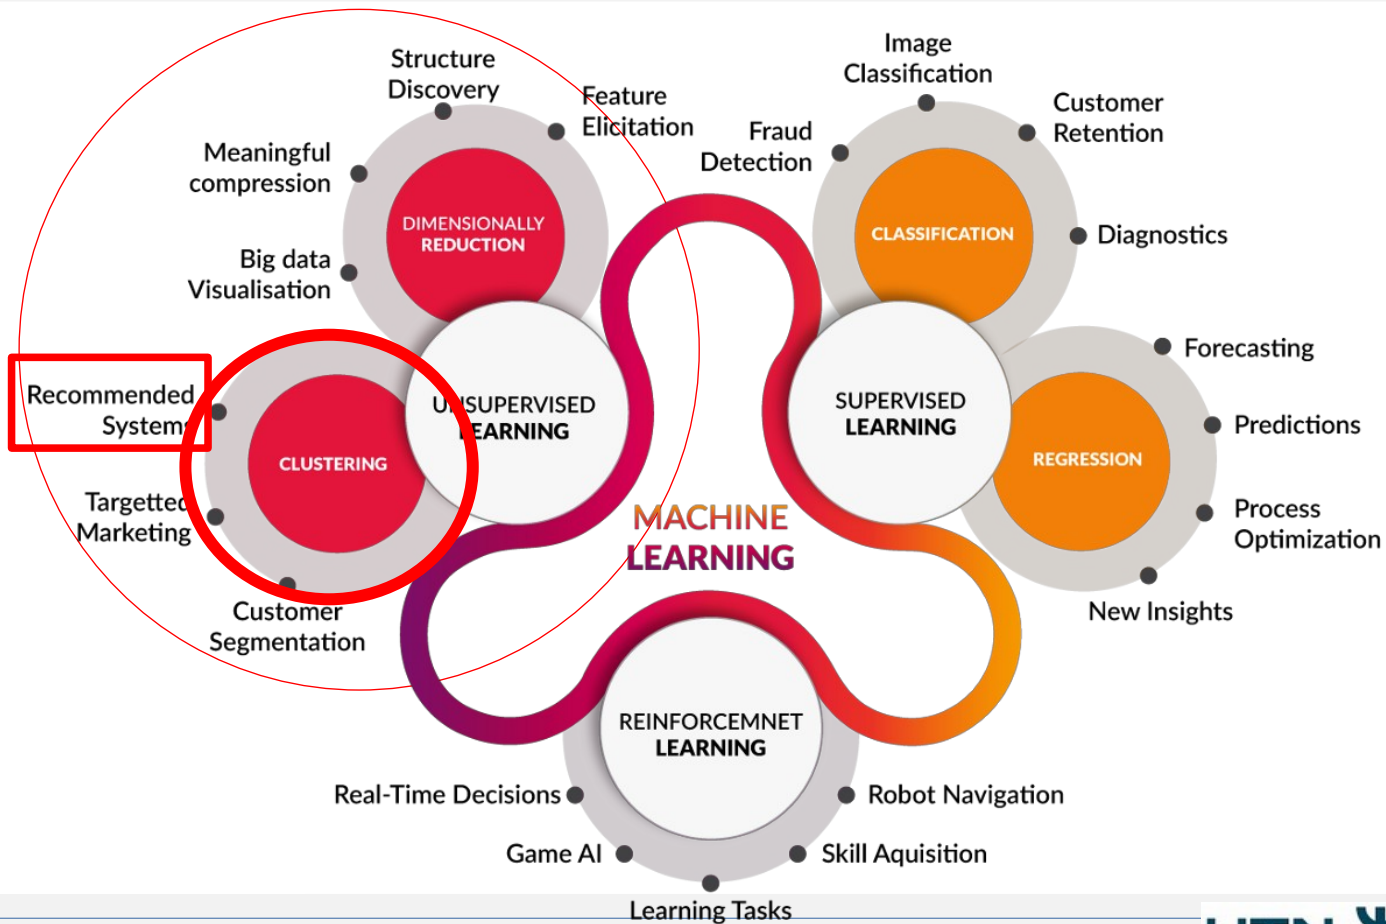 Structure
Discovery
Feature
Elicitation
Meaningful
compression
Big data
Visualisation
DIMENSIONALLY
REDUCTION
Recommended
Systems
Targetted
Marketing
Customer
Segmentation
CLUSTERING
UNSUPERVISED
LEARNING
Image
Classification
Fraud
Detection
Customer
Retention
Diagnostics
CLASSIFICATION
SUPERVISED
LEARNING
REGRESSION
Forecasting
Predictions
Process
Optimization
New Insights
MACHINE
LEARNING
REINFORCEMNET
LEARNING
Real-Time Decisions
Game AI
Learning Tasks
Skill Aquisition
Robot Navigation